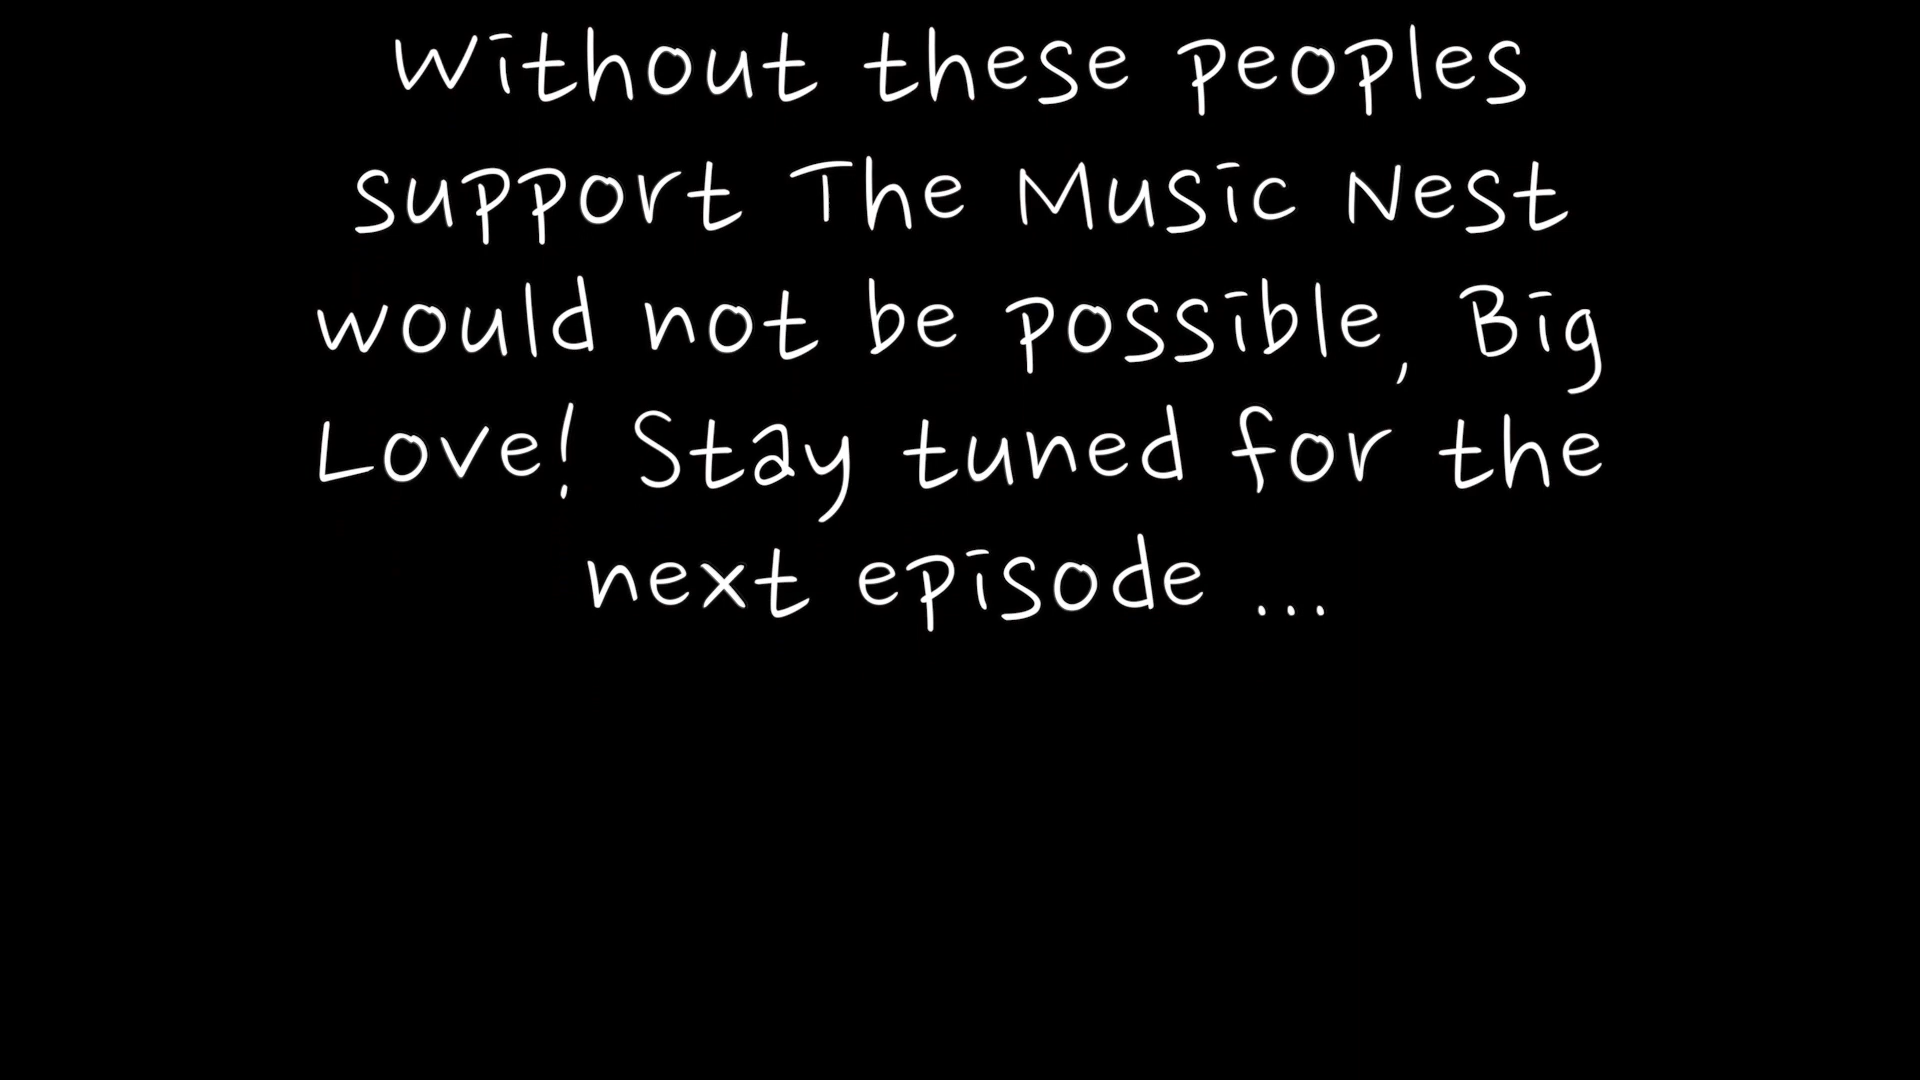 Without these peoples
support The Music Nest
would not be possible, Big
Love! Stay tuned for the
next episode ...